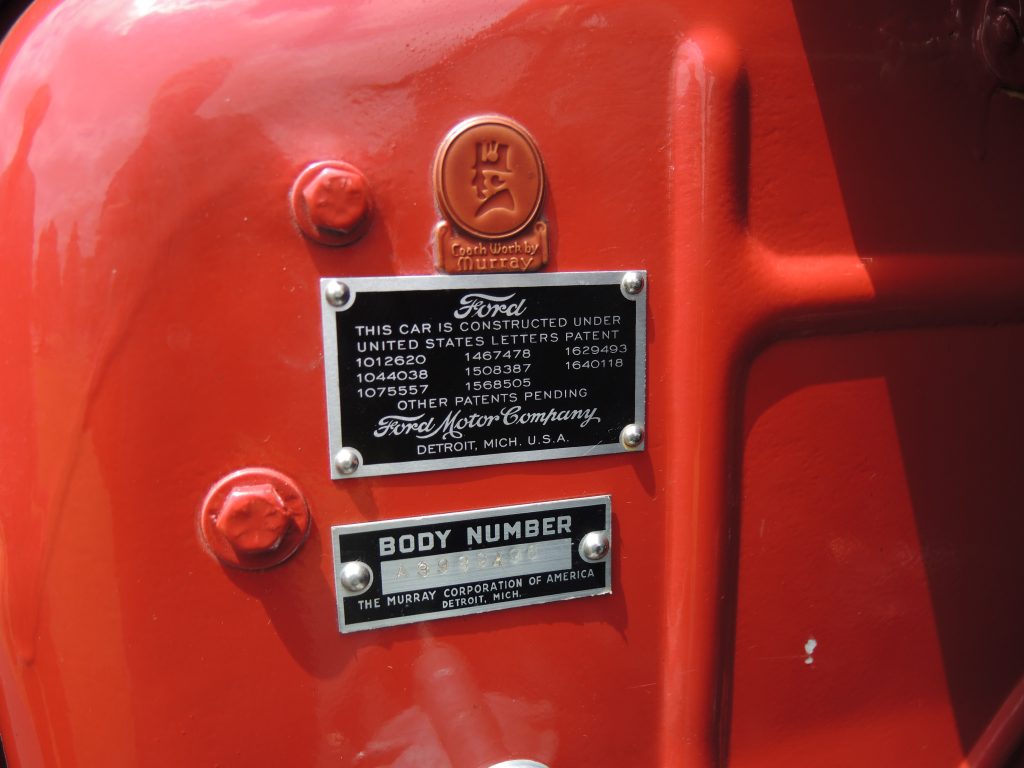 Coach Work by
Murray
Ford
THIS CAR IS CONSTRUCTED UNDER
UNITED STATES LETTERS PATENT
1012620 1467478 1629493
1044038 1508387 1640118
1075557 1568505
OTHER PATENTS PENDING
Ford Motor Company
DETROIT, MICH. U.S.A.
BODY NUMBER
THE MURRAY CORPORATION OF AMERICA
DETROIT, MICH.